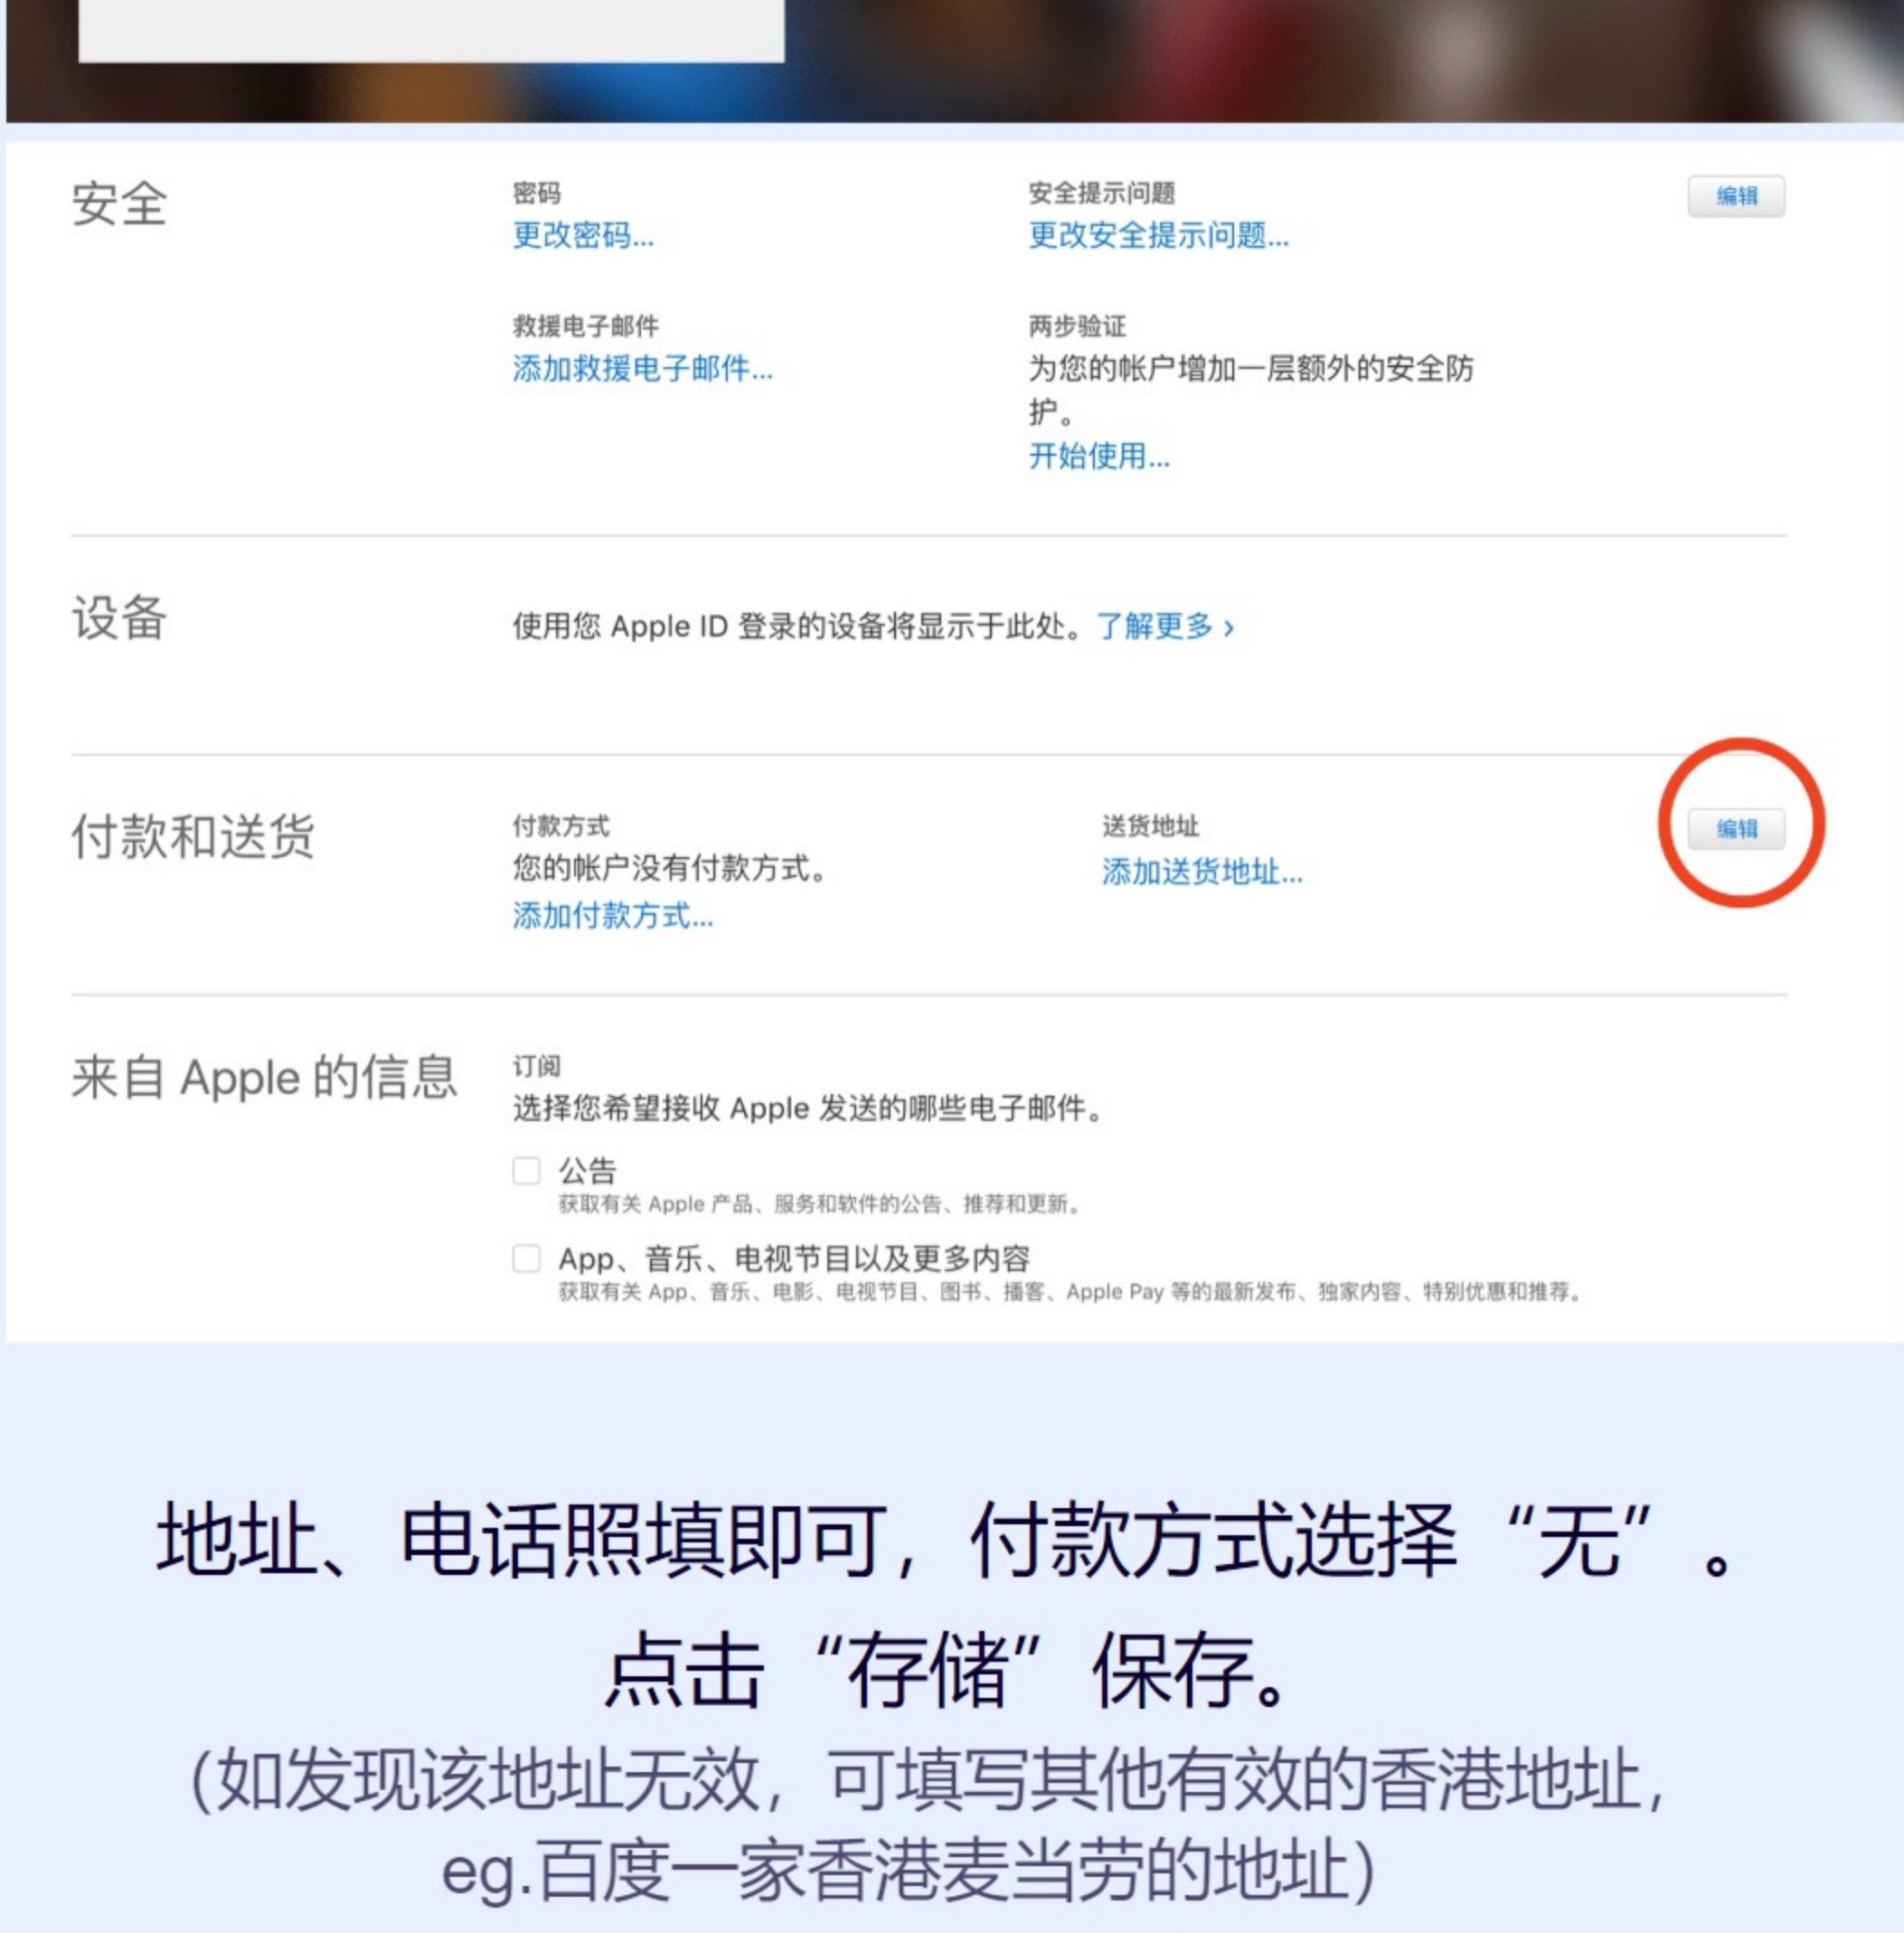 安全
密码
更改密码...
安全提示问题
更改安全提示问题...
编辑
救援电子邮件
添加救援电子邮件...
两步验证
为您的帐户增加一层额外的安全防
护。
开始使用...
设备
使用您 Apple ID 登录的设备将显示于此处。了解更多 ›
付款和送货
付款方式
您的帐户没有付款方式。
添加付款方式...
送货地址
添加送货地址...
编辑
来自 Apple 的信息
订阅
选择您希望接收 Apple 发送的哪些电子邮件。
公告
获取有关 Apple 产品、服务和软件的公告、推荐和更新。
App、音乐、电视节目以及更多内容
获取有关 App、音乐、电影、电视节目、图书、播客、Apple Pay 等的最新发布、独家内容、特别优惠和推荐。
地址、电话照填即可，付款方式选择“无”。
点击“存储”保存。
（如发现该地址无效，可填写其他有效的香港地址，
eg.百度一家香港麦当劳的地址）